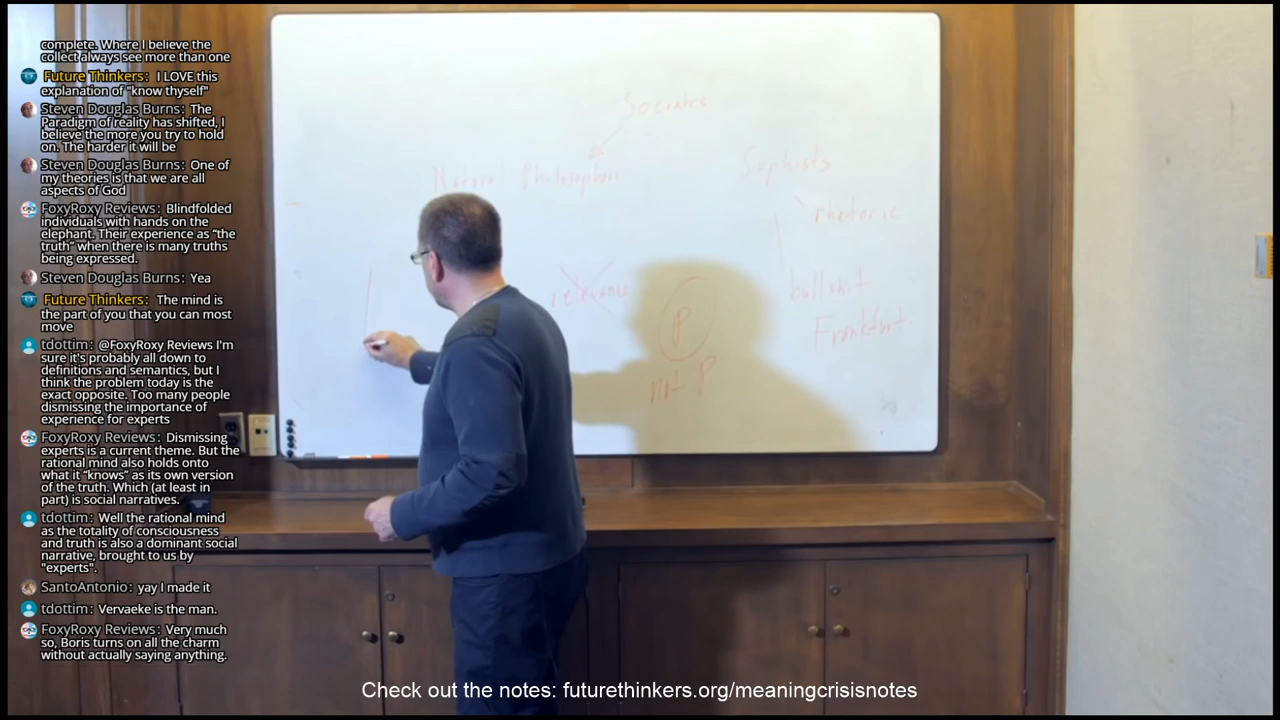 complete. Where I believe the
collect always see more than one
Future Thinkers: I LOVE this
explanation of "know thyself"
Steven Douglas Burns: The
Paradigm of reality has shifted, I
believe the more you try to hold
on. The harder it will be
Steven Douglas Burns: One of
my theories is that we are all
aspects of God
FoxyRoxy Reviews: Blindfolded
individuals with hands on the
elephant. Their experience as “the
truth” when there is many truths
being expressed.
Steven Douglas Burns: Yea
Future Thinkers: The mind is
the part of you that you can most
move
tdottim: @FoxyRoxy Reviews I'm
sure it's probably all down to
definitions and semantics, but I
think the problem today is the
exact opposite. Too many people
dismissing the importance of
experience for experts
FoxyRoxy Reviews: Dismissing
experts is a current theme. But the
rational mind also holds onto
what it “knows” as its own version
of the truth. Which (at least in
part) is social narratives.
tdottim: Well the rational mind
as the totality of consciousness
and truth is also a dominant social
narrative, brought to us by
"experts".
SantoAntonio: yay I made it
tdottim: Vervaeke is the man.
FoxyRoxy Reviews: Very much
so, Boris turns on all the charm
without actually saying anything.
Socrates
Natural Philosophers
Sophists
rhetoric
relevance
bullshit
P
Frankfurt
not P
Check out the notes: futurethinkers.org/meaningcrisisnotes